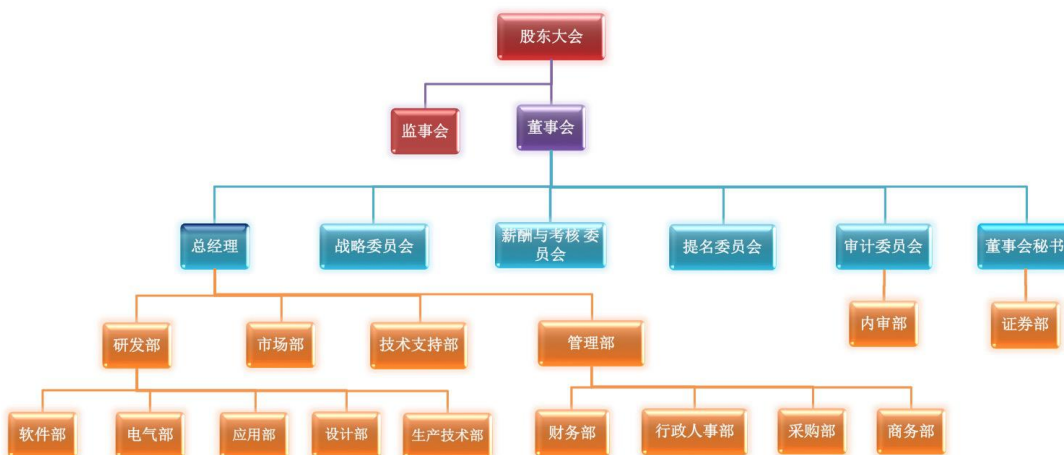 股东大会
监事会
董事会
总经理
战略委员会
薪酬与考核 委
员会
提名委员会
审计委员会
董事会秘书
研发部
市场部
技术支持部
管理部
内审部
证券部
软件部
电气部
应用部
设计部
生产技术部
财务部
行政人事部
采购部
商务部